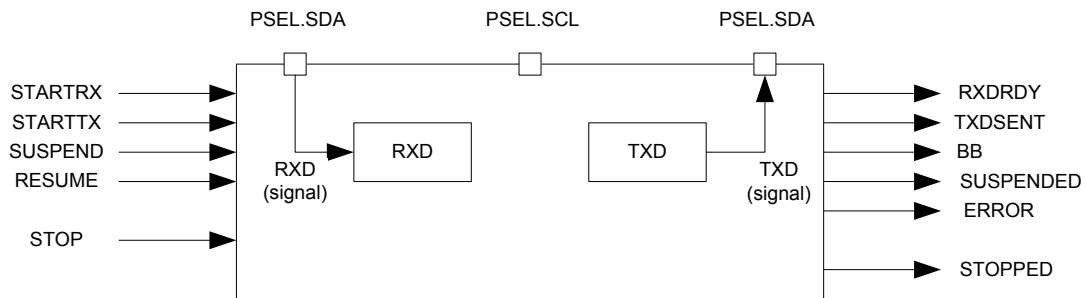 PSEL.SDA
PSEL.SCL
PSEL.SDA
STARTRX
STARTTX
SUSPEND
RESUME
STOP
RXD
(signal)
RXD
TXD
TXD
(signal)
RXDRDY
TXDSENT
BB
SUSPENDED
ERROR
STOPPED